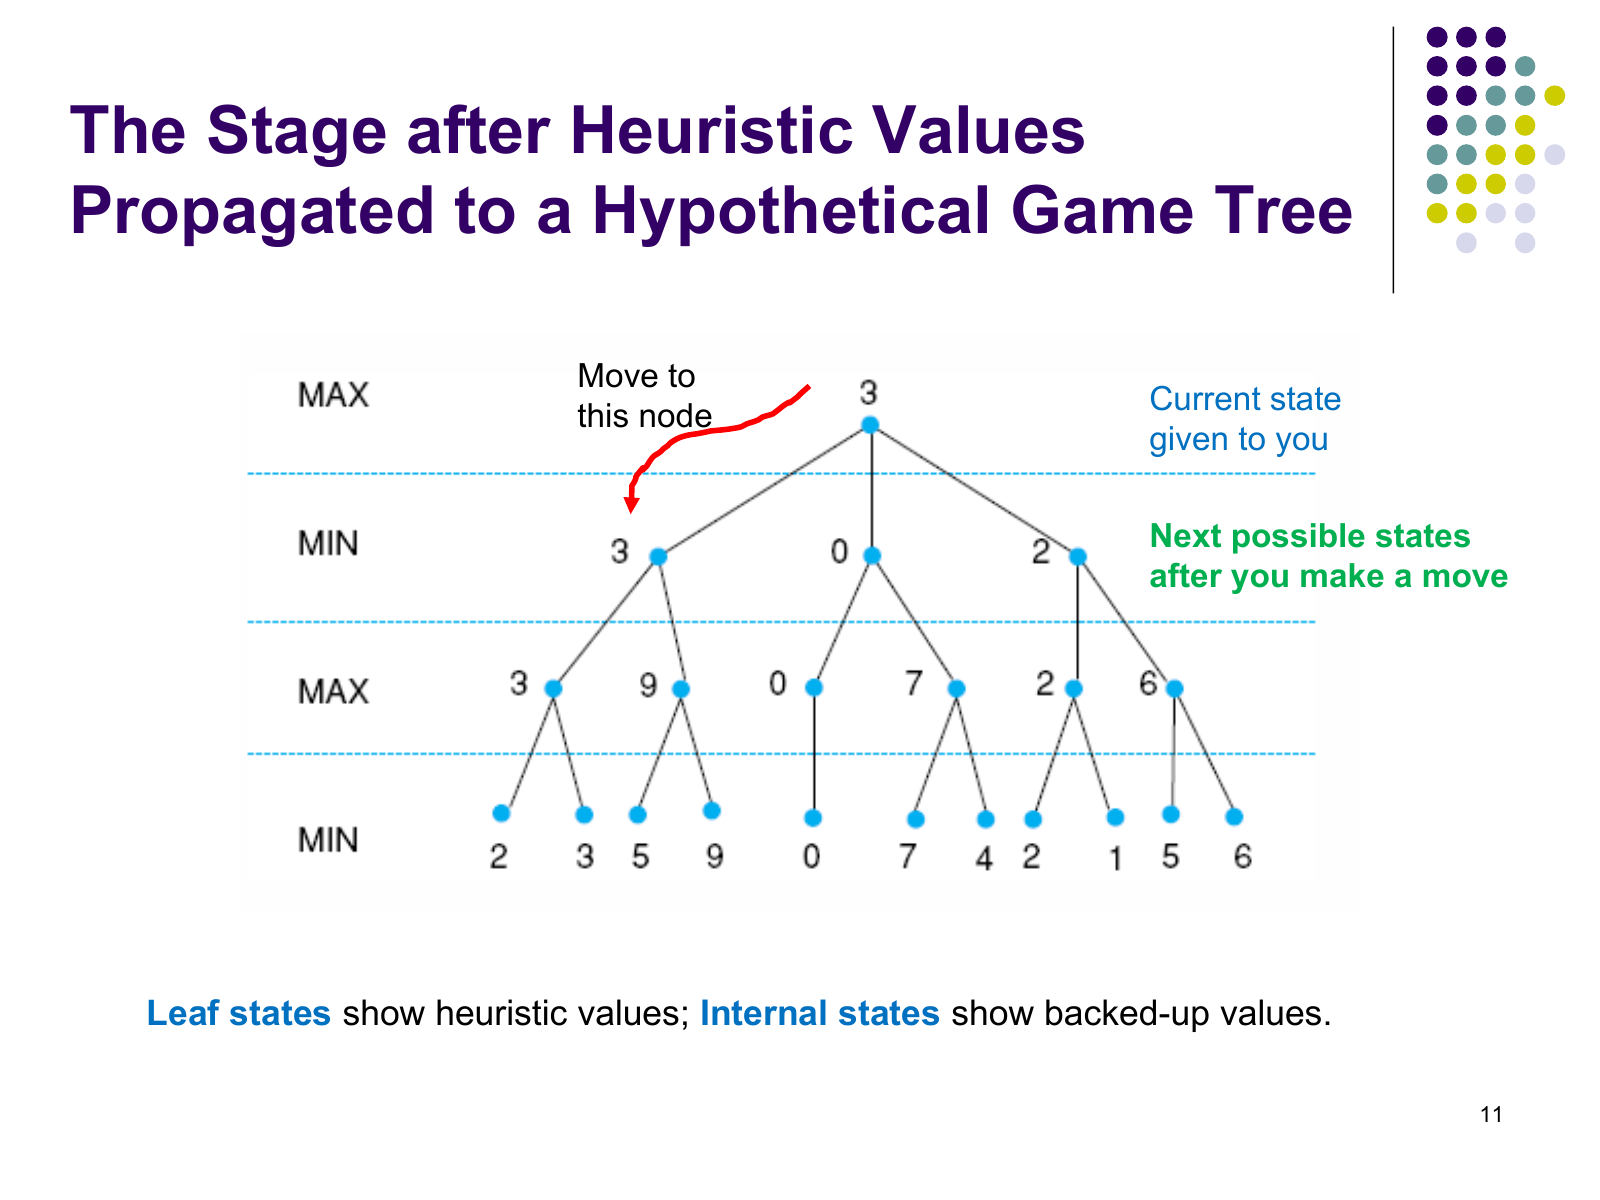 The Stage after Heuristic Values
Propagated to a Hypothetical Game Tree
Move to
this node
MAX
3
Current state
given to you
MIN
3 0 2
Next possible states
after you make a move
MAX
3 9 0 7 2 6
MIN
2 3 5 9 0 7 4 2 1 5 6
Leaf states show heuristic values; Internal states show backed-up values.
11